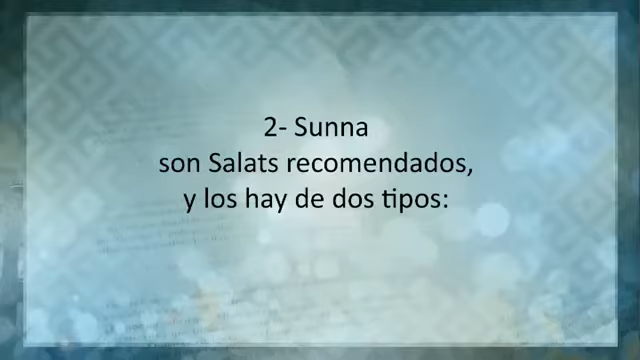 2- Sunna
son Salats recomendados,
y los hay de dos tipos: